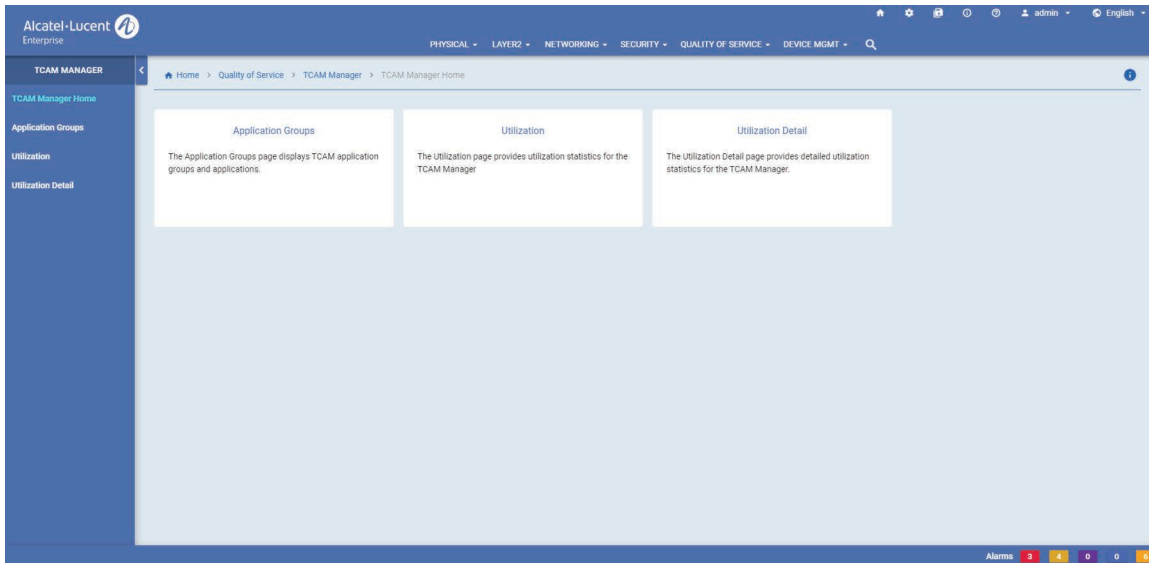 Alcatel·Lucent
Enterprise
admin
English
PHYSICAL
LAYER2
NETWORKING
SECURITY
QUALITY OF SERVICE
DEVICE MGMT
TCAM MANAGER
Home > Quality of Service > TCAM Manager > TCAM Manager Home
TCAM Manager Home
Application Groups
Utilization
Utilization Detail
Application Groups
The Application Groups page displays TCAM application
groups and applications.
Utilization
The Utilization page provides utilization statistics for the
TCAM Manager
Utilization Detail
The Utilization Detail page provides detailed utilization
statistics for the TCAM Manager.
Alarms 3 4 0 0 6